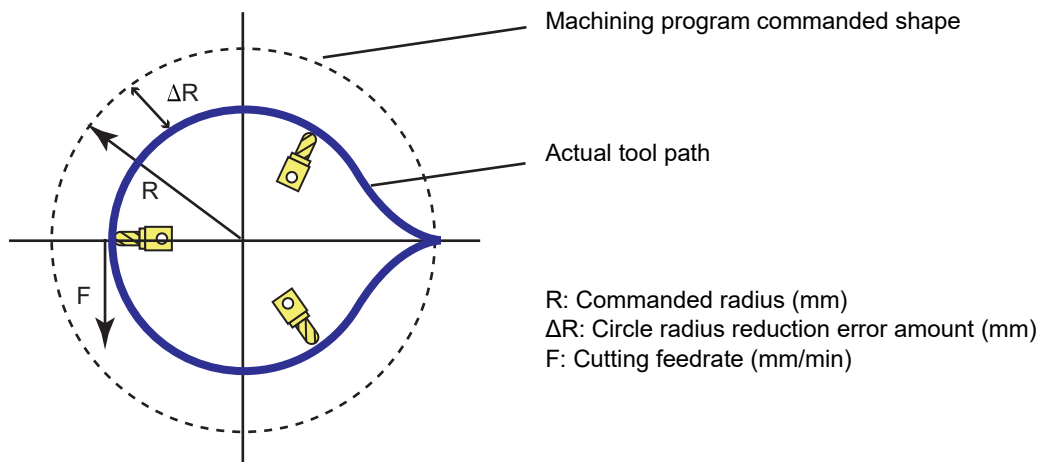 Machining program commanded shape
ΔR
R
Actual tool path
F
R: Commanded radius (mm)
ΔR: Circle radius reduction error amount (mm)
F: Cutting feedrate (mm/min)